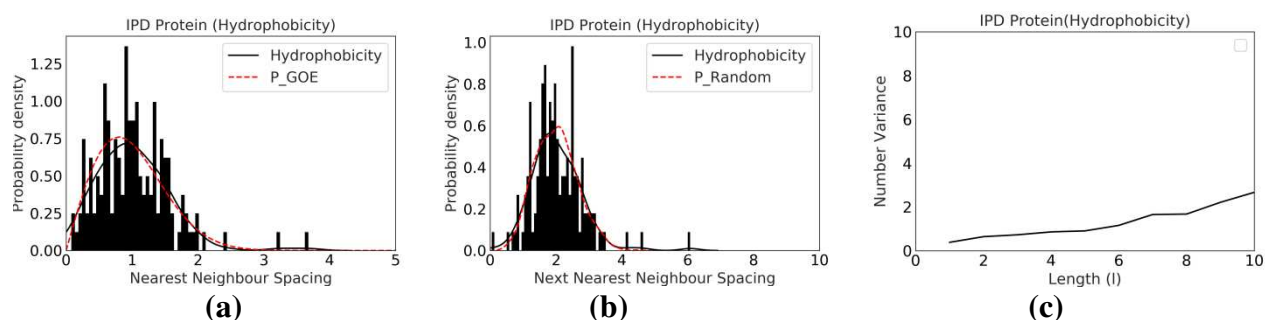 IPD Protein (Hydrophobicity)
Probability density
1.25
1.00
0.75
0.50
0.25
0.00
Hydrophobicity
P_GOE
0 1 2 3 4 5
Nearest Neighbour Spacing
(a)
IPD Protein (Hydrophobicity)
Probability density
1.0
0.8
0.6
0.4
0.2
0.0
Hydrophobicity
P_Random
0 2 4 6 8 10
Next Nearest Neighbour Spacing
(b)
IPD Protein(Hydrophobicity)
Number Variance
10
8
6
4
2
0
0 2 4 6 8 10
Length (l)
(c)